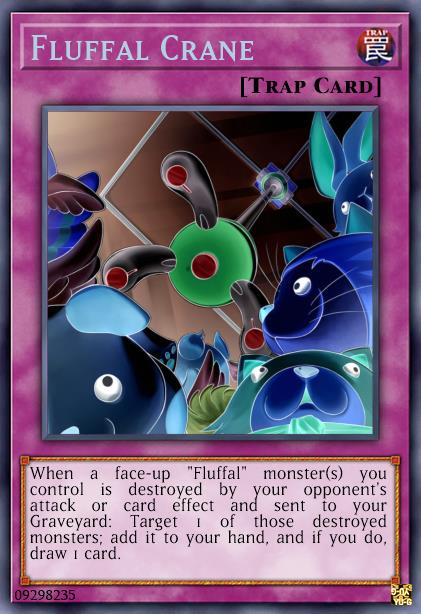 Fluffal Crane
TRAP
罠
[Trap Card]
When a face-up "Fluffal" monster(s) you
control is destroyed by your opponent's
attack or card effect and sent to your
Graveyard: Target 1 of those destroyed
monsters; add it to your hand, and if you do,
draw 1 card.
09298235